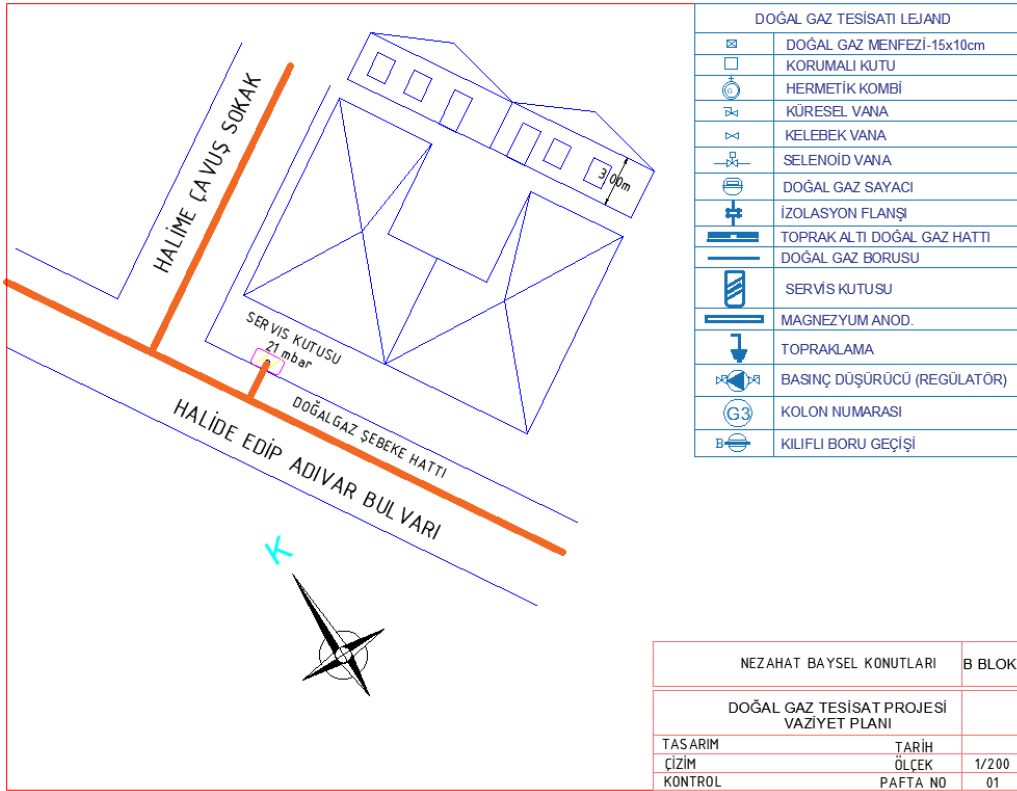 DOĞAL GAZ TESİSATI LEJAND
DOĞAL GAZ MENFEZİ-15x10cm
KORUMALI KUTU
HERMETİK KOMBİ
KÜRESEL VANA
KELEBEK VANA
SELENOİD VANA
DOĞAL GAZ SAYACI
İZOLASYON FLANŞI
TOPRAK ALTI DOĞAL GAZ HATTI
DOĞAL GAZ BORUSU
SERVİS KUTUSU
MAGNEZYUM ANOD.
TOPRAKLAMA
BASINÇ DÜŞÜRÜCÜ (REGÜLATÖR)
G3 KOLON NUMARASI
B KILIFLI BORU GEÇİŞİ
HALİME ÇAVUŞ SOKAK
3,00m
SERVIS KUTUSU
21 mbar
DOĞALGAZ ŞEBEKE HATTI
HALİDE EDİP ADIVAR BULVARI
K
NEZAHAT BAYSEL KONUTLARI B BLOK
DOĞAL GAZ TESİSAT PROJESİ
VAZİYET PLANI
TASARIM TARİH
ÇİZİM ÖLÇEK 1/200
KONTROL PAFTA NO 01